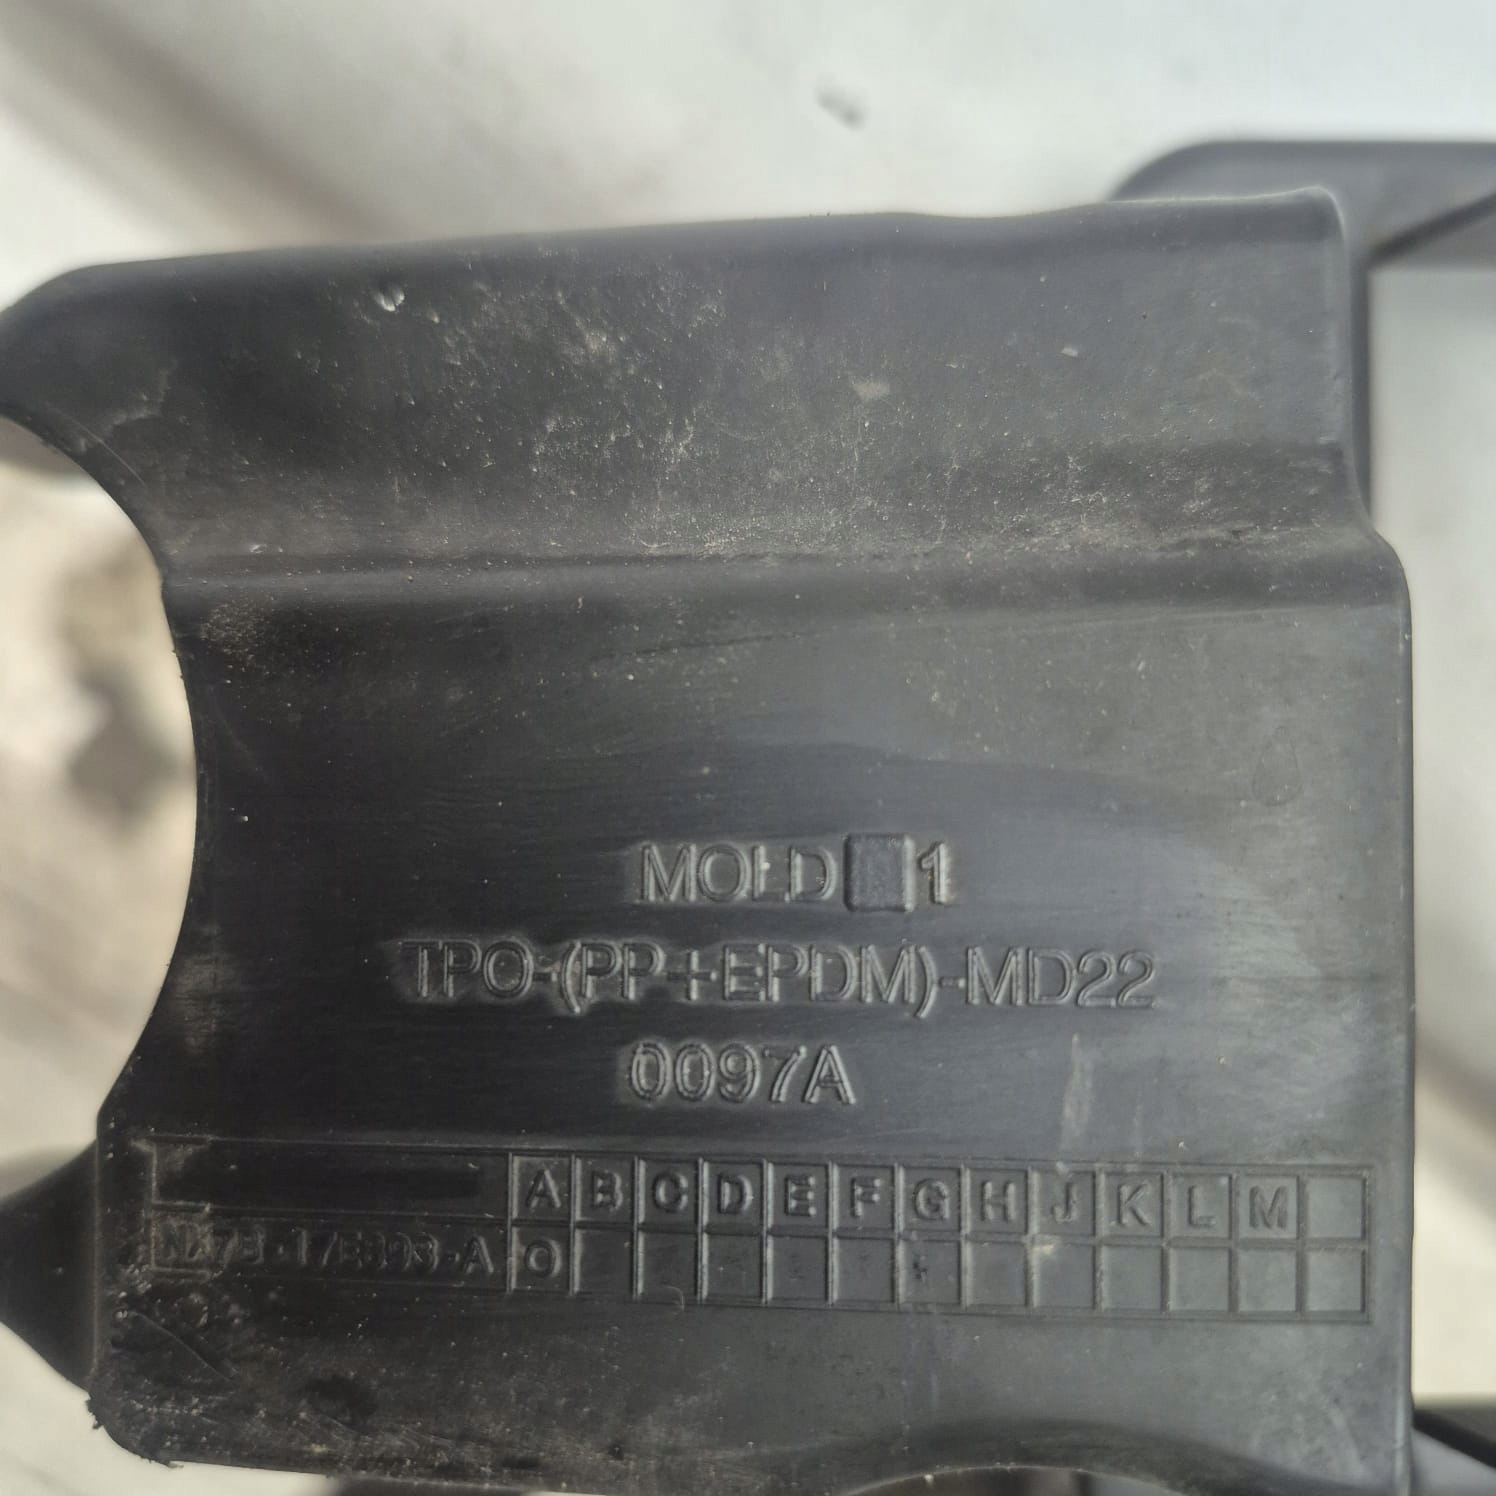 MOLD 1
TPO-(PP+EPDM)-MD22
0097A
A B C D E F G H J K L M
O